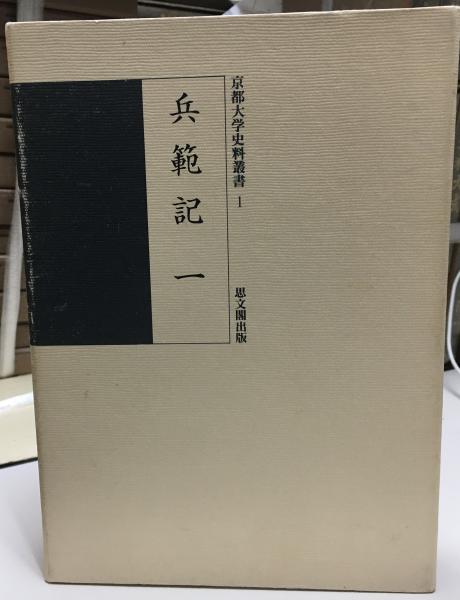 京都大学史料叢書 1
兵範記 一
思文閣出版